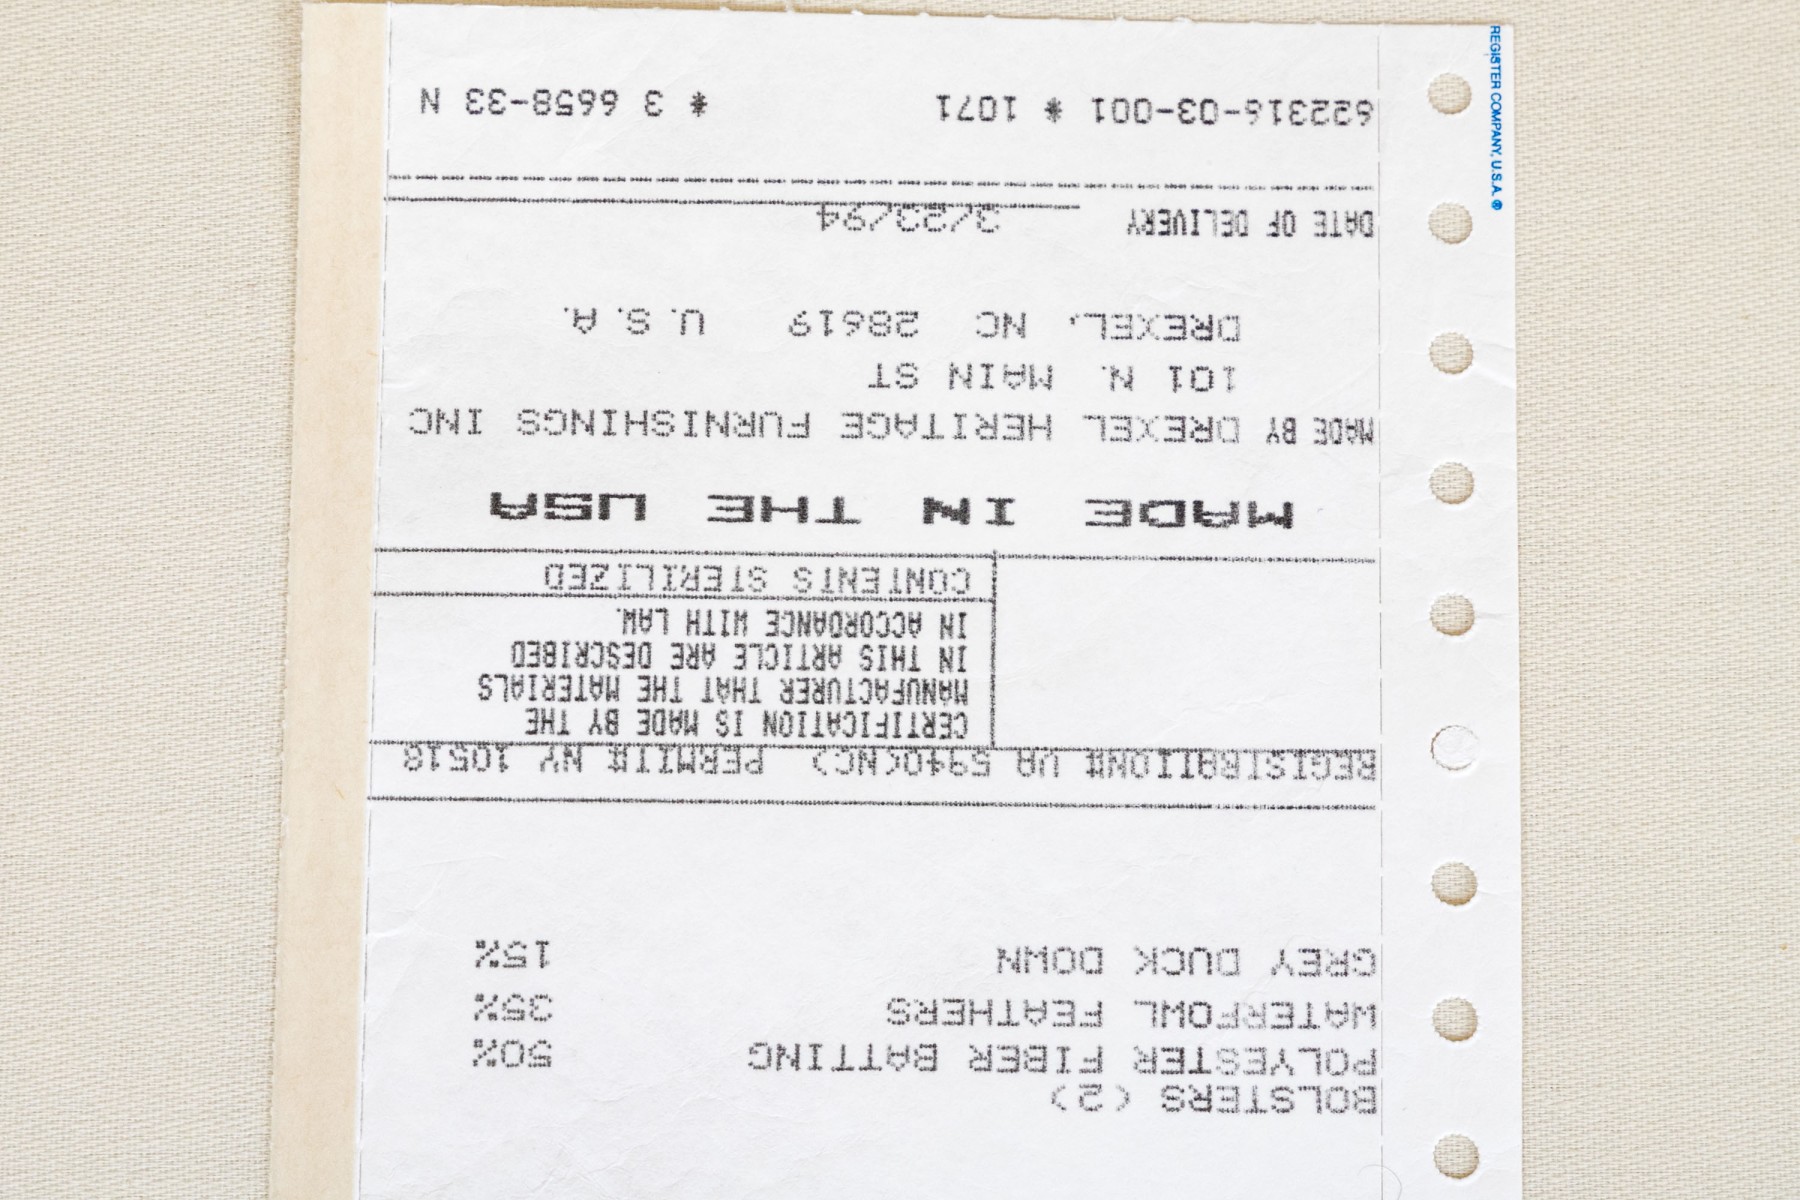 BOLSTERS (2)
POLYESTER FIBER BATTING 50%
WATERFOWL FEATHERS 35%
GREY DUCK DOWN 15%
REGISTRATION# VA 5940(NC) PERMIT# NY 10518
CERTIFICATION IS MADE BY THE
MANUFACTURER THAT THE MATERIALS
IN THIS ARTICLE ARE DESCRIBED
IN ACCORDANCE WITH LAW.
CONTENTS STERILIZED
MADE IN THE USA
MADE BY DREXEL HERITAGE FURNISHINGS INC
101 N. MAIN ST
DREXEL, NC 28619 U.S.A.
DATE OF DELIVERY 3/23/94
622316-03-001 * 1071 * 3 6658-33 N
REGISTER COMPANY, U.S.A.®